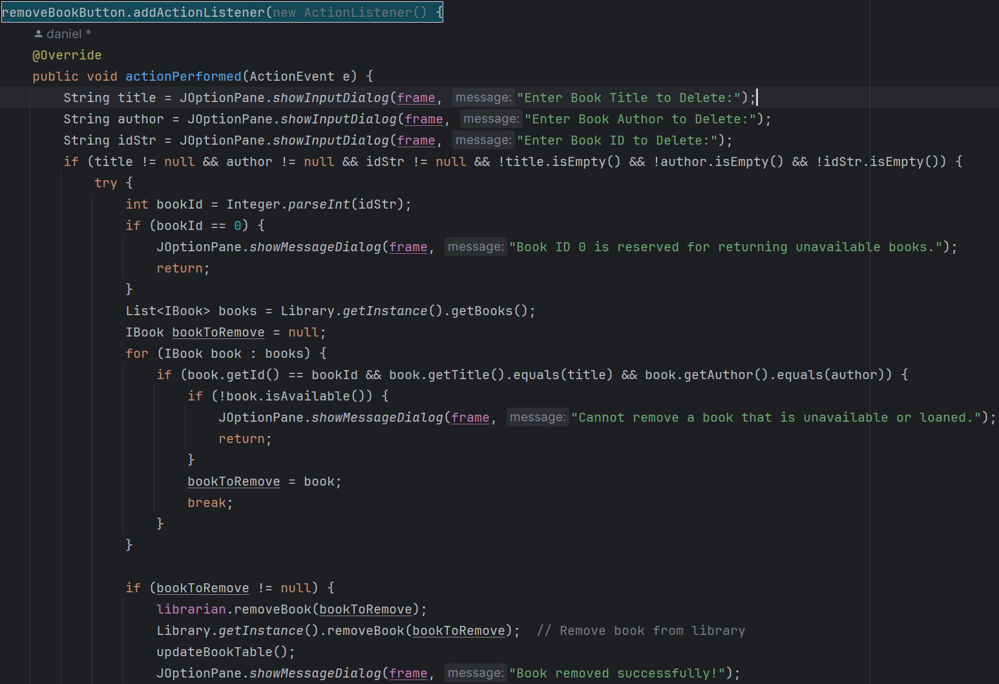 removeBookButton.addActionListener(new ActionListener() {
daniel *
@Override
public void actionPerformed(ActionEvent e) {
String title = JOptionPane.showInputDialog(frame, message: "Enter Book Title to Delete:");
String author = JOptionPane.showInputDialog(frame, message: "Enter Book Author to Delete:");
String idStr = JOptionPane.showInputDialog(frame, message: "Enter Book ID to Delete:");
if (title != null && author != null && idStr != null && !title.isEmpty() && !author.isEmpty() && !idStr.isEmpty()) {
try {
int bookId = Integer.parseInt(idStr);
if (bookId == 0) {
JOptionPane.showMessageDialog(frame, message: "Book ID 0 is reserved for returning unavailable books.");
return;
}
List<IBook> books = Library.getInstance().getBooks();
IBook bookToRemove = null;
for (IBook book : books) {
if (book.getId() == bookId && book.getTitle().equals(title) && book.getAuthor().equals(author)) {
if (!book.isAvailable()) {
JOptionPane.showMessageDialog(frame, message: "Cannot remove a book that is unavailable or loaned.");
return;
}
bookToRemove = book;
break;
}
}
if (bookToRemove != null) {
librarian.removeBook(bookToRemove);
Library.getInstance().removeBook(bookToRemove);  // Remove book from library
updateBookTable();
JOptionPane.showMessageDialog(frame, message: "Book removed successfully!");